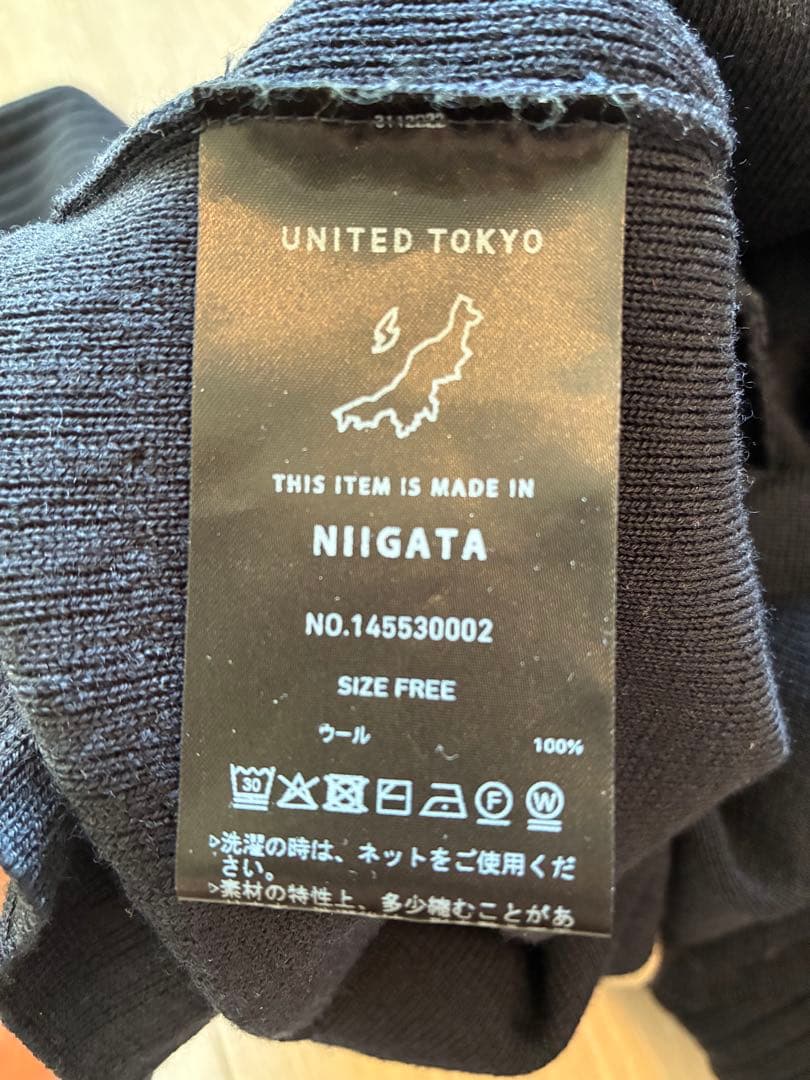 UNITED TOKYO
THIS ITEM IS MADE IN
NIIGATA
NO.145530002
SIZE FREE
ウール 100%
30
F
W
▷洗濯の時は、ネットをご使用くだ
さい。
▷素材の特性上、多少縮むことがあ